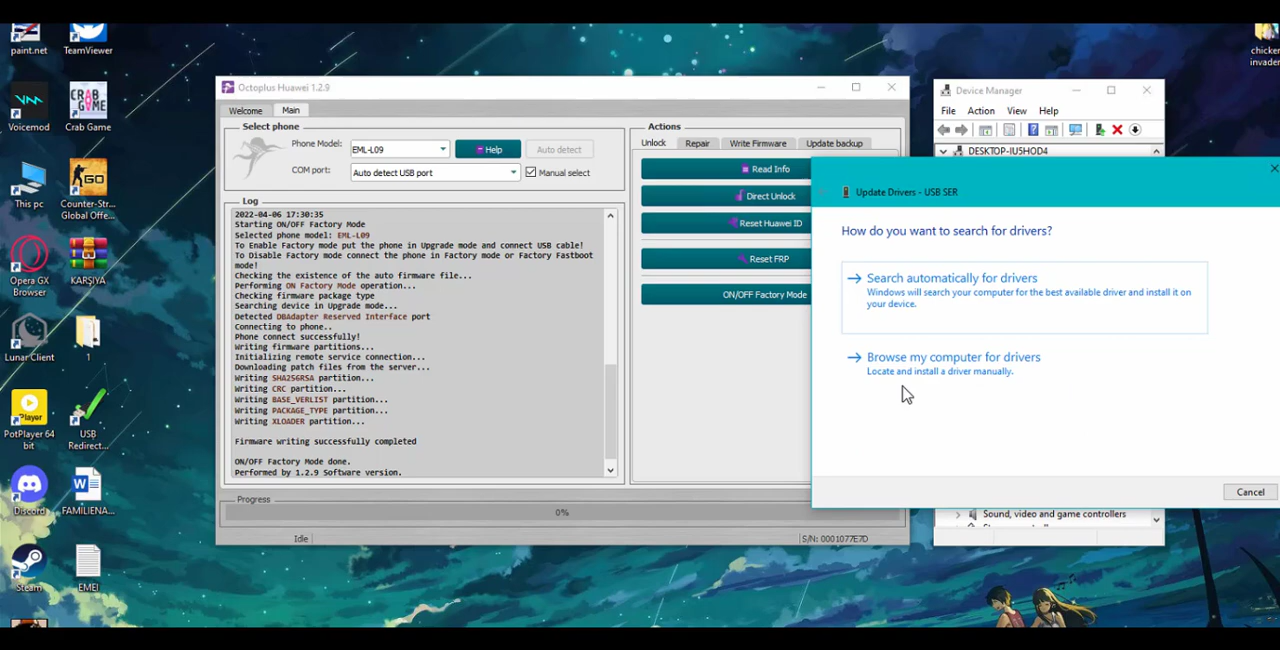 paint.net
TeamViewer
Voicemod
Crab Game
This pc
Counter-Str...
Global Offe...
Opera GX
Browser
KARŞIYA
Lunar Client
1
PotPlayer 64
bit
USB
Redirect...
Discord
FAMILIENA...
Steam
EMEI
chicken
invader
CRAB
GAME
GO
Player
Octoplus Huawei 1.2.9
Welcome
Main
Select phone
Phone Model:
EML-L09
Help
Auto detect
COM port:
Auto detect USB port
Manual select
Log
2022-04-06 17:30:35
Starting ON/OFF Factory Mode
Selected phone model: EML-L09
To Enable Factory mode put the phone in Upgrade mode and connect USB cable!
To Disable Factory mode connect the phone in Factory mode or Factory Fastboot
mode!
Checking the existence of the auto firmware file...
Performing ON Factory Mode operation...
Checking firmware package type
Searching device in Upgrade mode...
Detected DBAdapter Reserved Interface port
Connecting to phone..
Phone connect successfully!
Writing firmware partitions...
Initializing remote service connection...
Downloading patch files from the server...
Writing SHA256RSA partition...
Writing CRC partition...
Writing BASE_VERLIST partition...
Writing PACKAGE_TYPE partition...
Writing XLOADER partition...
Firmware writing successfully completed
ON/OFF Factory Mode done.
Performed by 1.2.9 Software version.
Progress
0%
Idle
S/N: 0001077E7D
Actions
Unlock
Repair
Write Firmware
Update backup
Read Info
Direct Unlock
Reset Huawei ID
Reset FRP
ON/OFF Factory Mode
Device Manager
File
Action
View
Help
DESKTOP-IU5HOD4
Update Drivers - USB SER
How do you want to search for drivers?
Search automatically for drivers
Windows will search your computer for the best available driver and install it on
your device.
Browse my computer for drivers
Locate and install a driver manually.
Cancel
Sound, video and game controllers